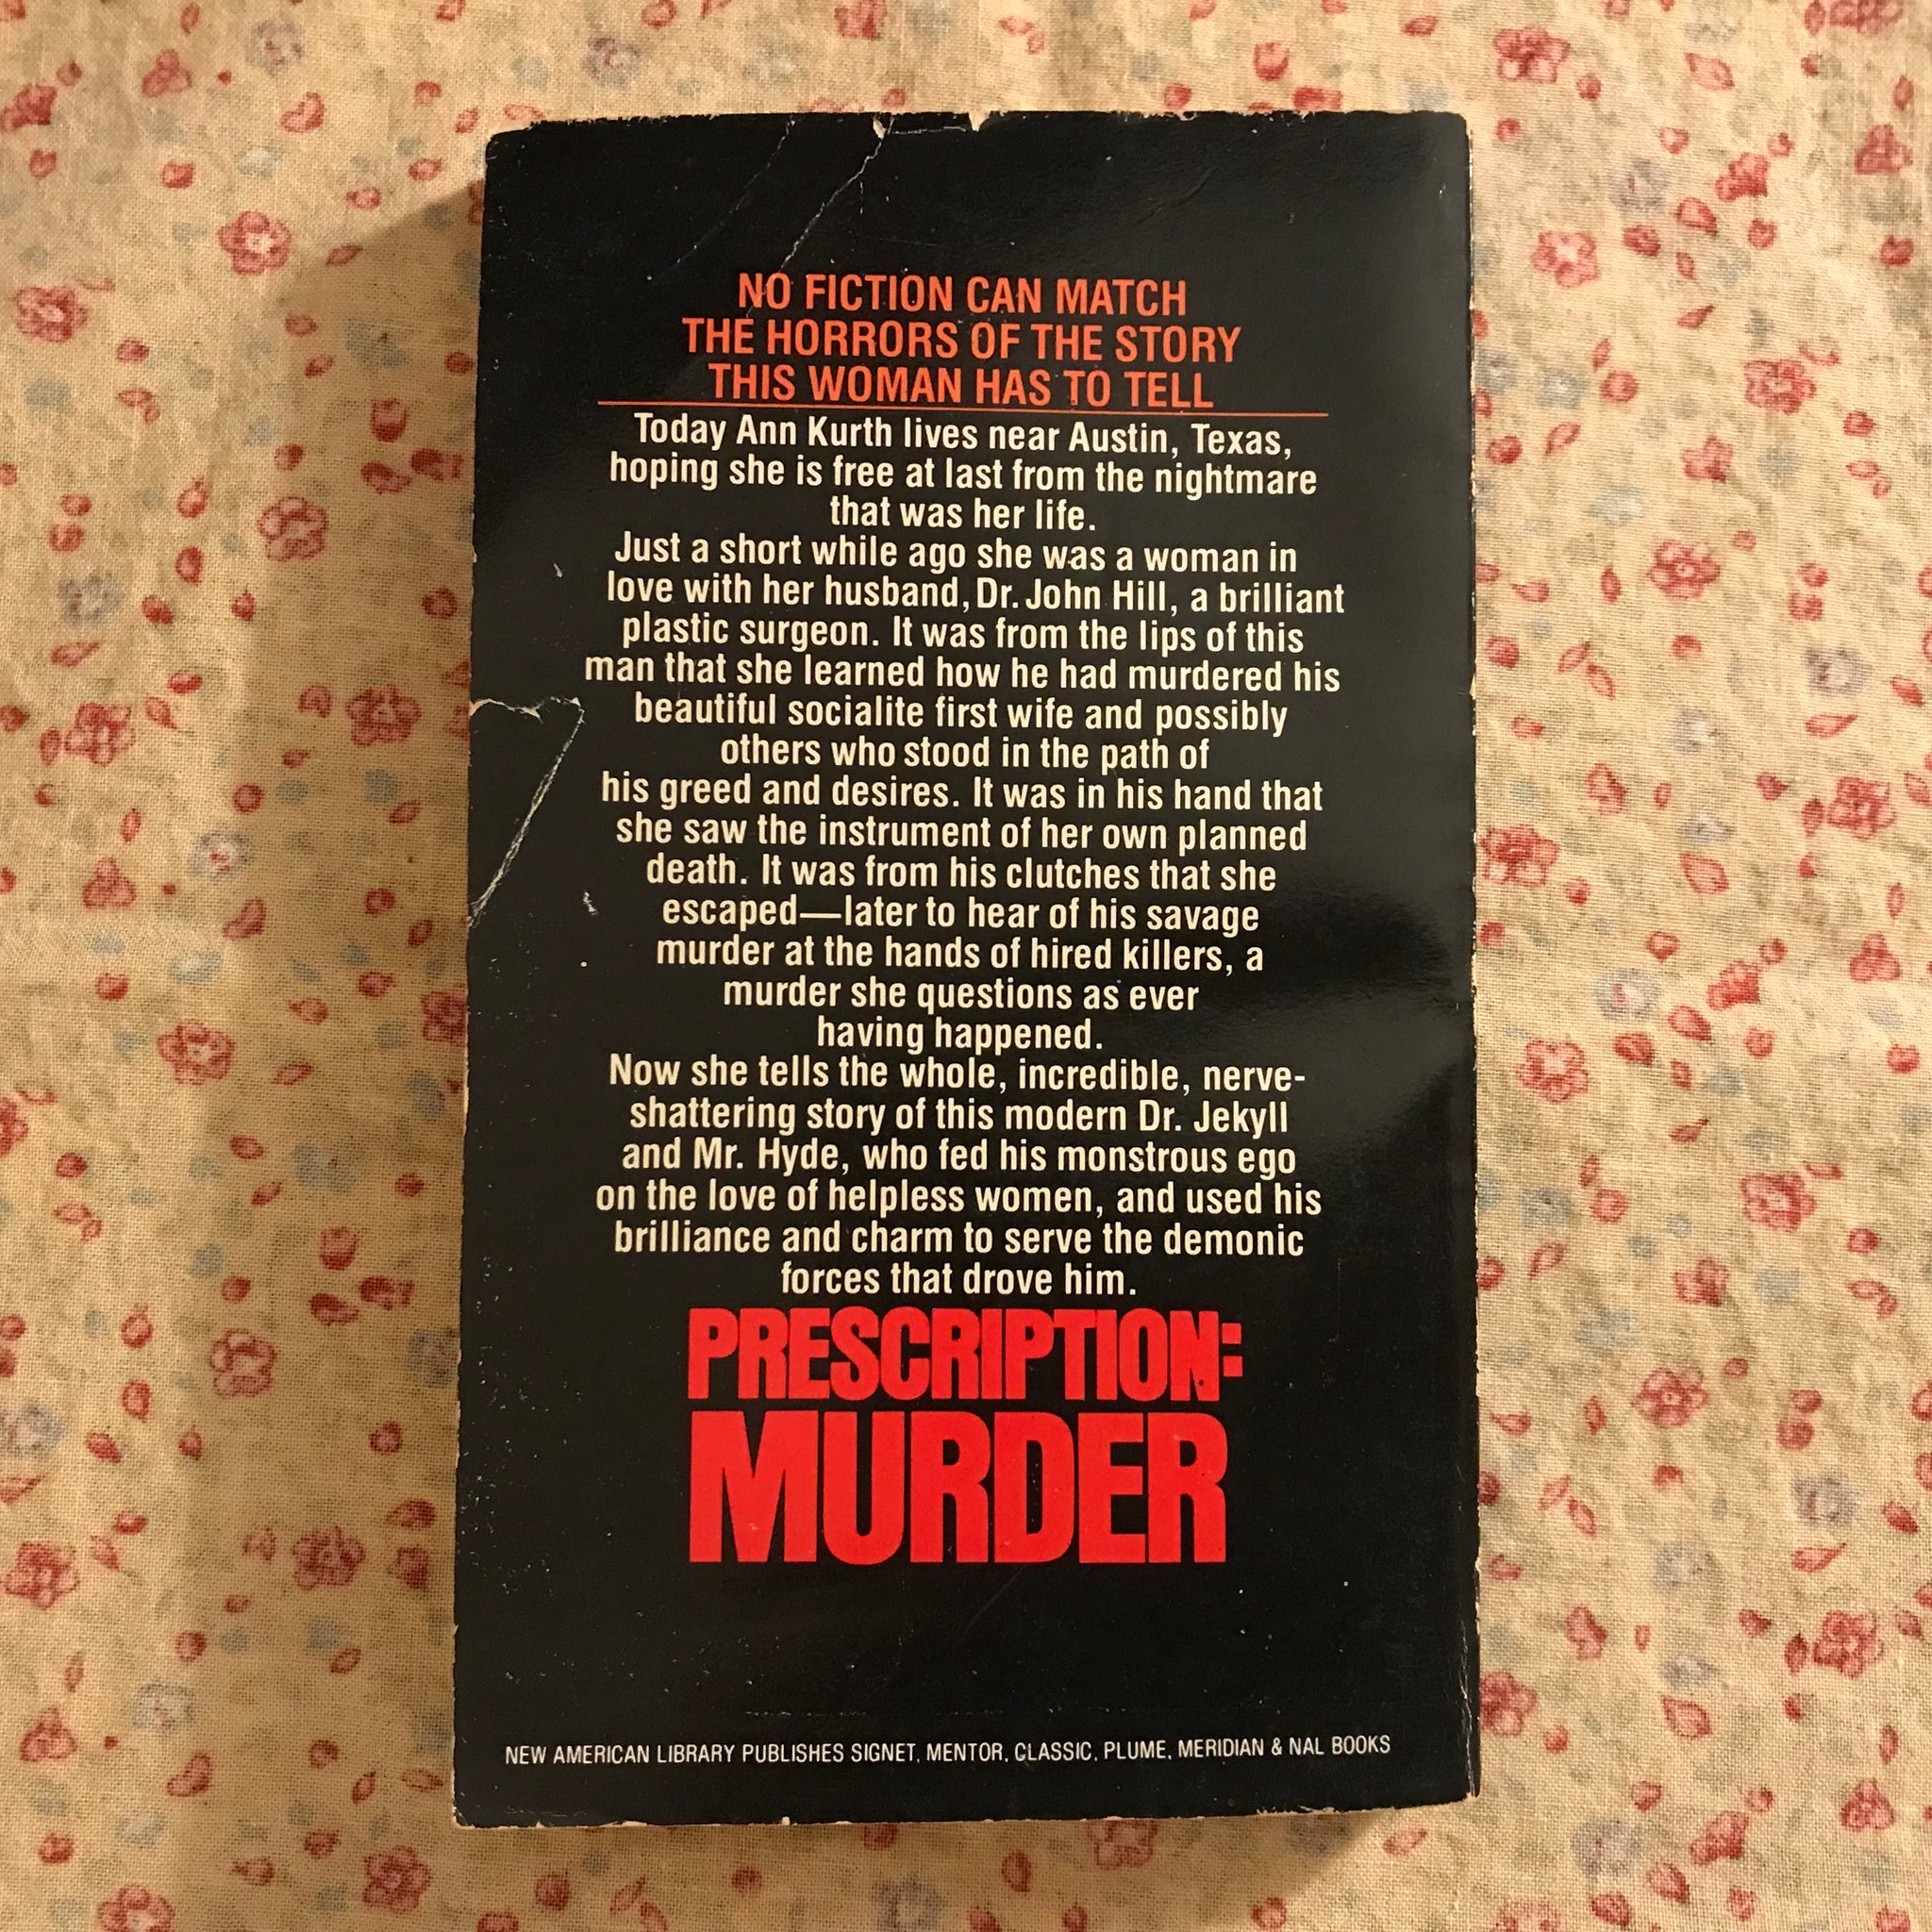 NO FICTION CAN MATCH
THE HORRORS OF THE STORY
THIS WOMAN HAS TO TELL
Today Ann Kurth lives near Austin, Texas,
hoping she is free at last from the nightmare
that was her life.
Just a short while ago she was a woman in
love with her husband, Dr. John Hill, a brilliant
plastic surgeon. It was from the lips of this
man that she learned how he had murdered his
beautiful socialite first wife and possibly
others who stood in the path of
his greed and desires. It was in his hand that
she saw the instrument of her own planned
death. It was from his clutches that she
escaped—later to hear of his savage
murder at the hands of hired killers, a
murder she questions as ever
having happened.
Now she tells the whole, incredible, nerve-
shattering story of this modern Dr. Jekyll
and Mr. Hyde, who fed his monstrous ego
on the love of helpless women, and used his
brilliance and charm to serve the demonic
forces that drove him.
PRESCRIPTION:
MURDER
NEW AMERICAN LIBRARY PUBLISHES SIGNET, MENTOR, CLASSIC, PLUME, MERIDIAN & NAL BOOKS